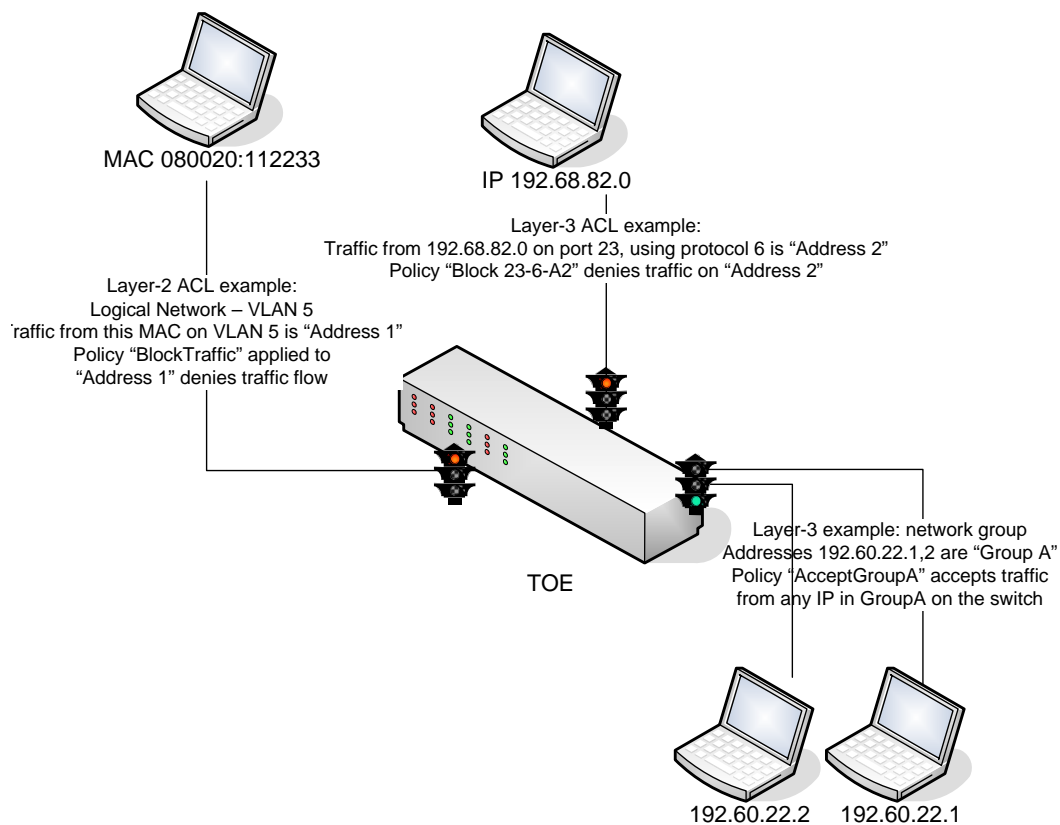 MAC 080020:112233
IP 192.68.82.0
Layer-3 ACL example:
Traffic from 192.68.82.0 on port 23, using protocol 6 is “Address 2”
Policy “Block 23-6-A2” denies traffic on “Address 2”
Layer-2 ACL example:
Logical Network – VLAN 5
raffic from this MAC on VLAN 5 is “Address 1”
Policy “BlockTraffic” applied to
“Address 1” denies traffic flow
TOE
Layer-3 example: network group
Addresses 192.60.22.1,2 are “Group A”
Policy “AcceptGroupA” accepts traffic
from any IP in GroupA on the switch
192.60.22.2
192.60.22.1